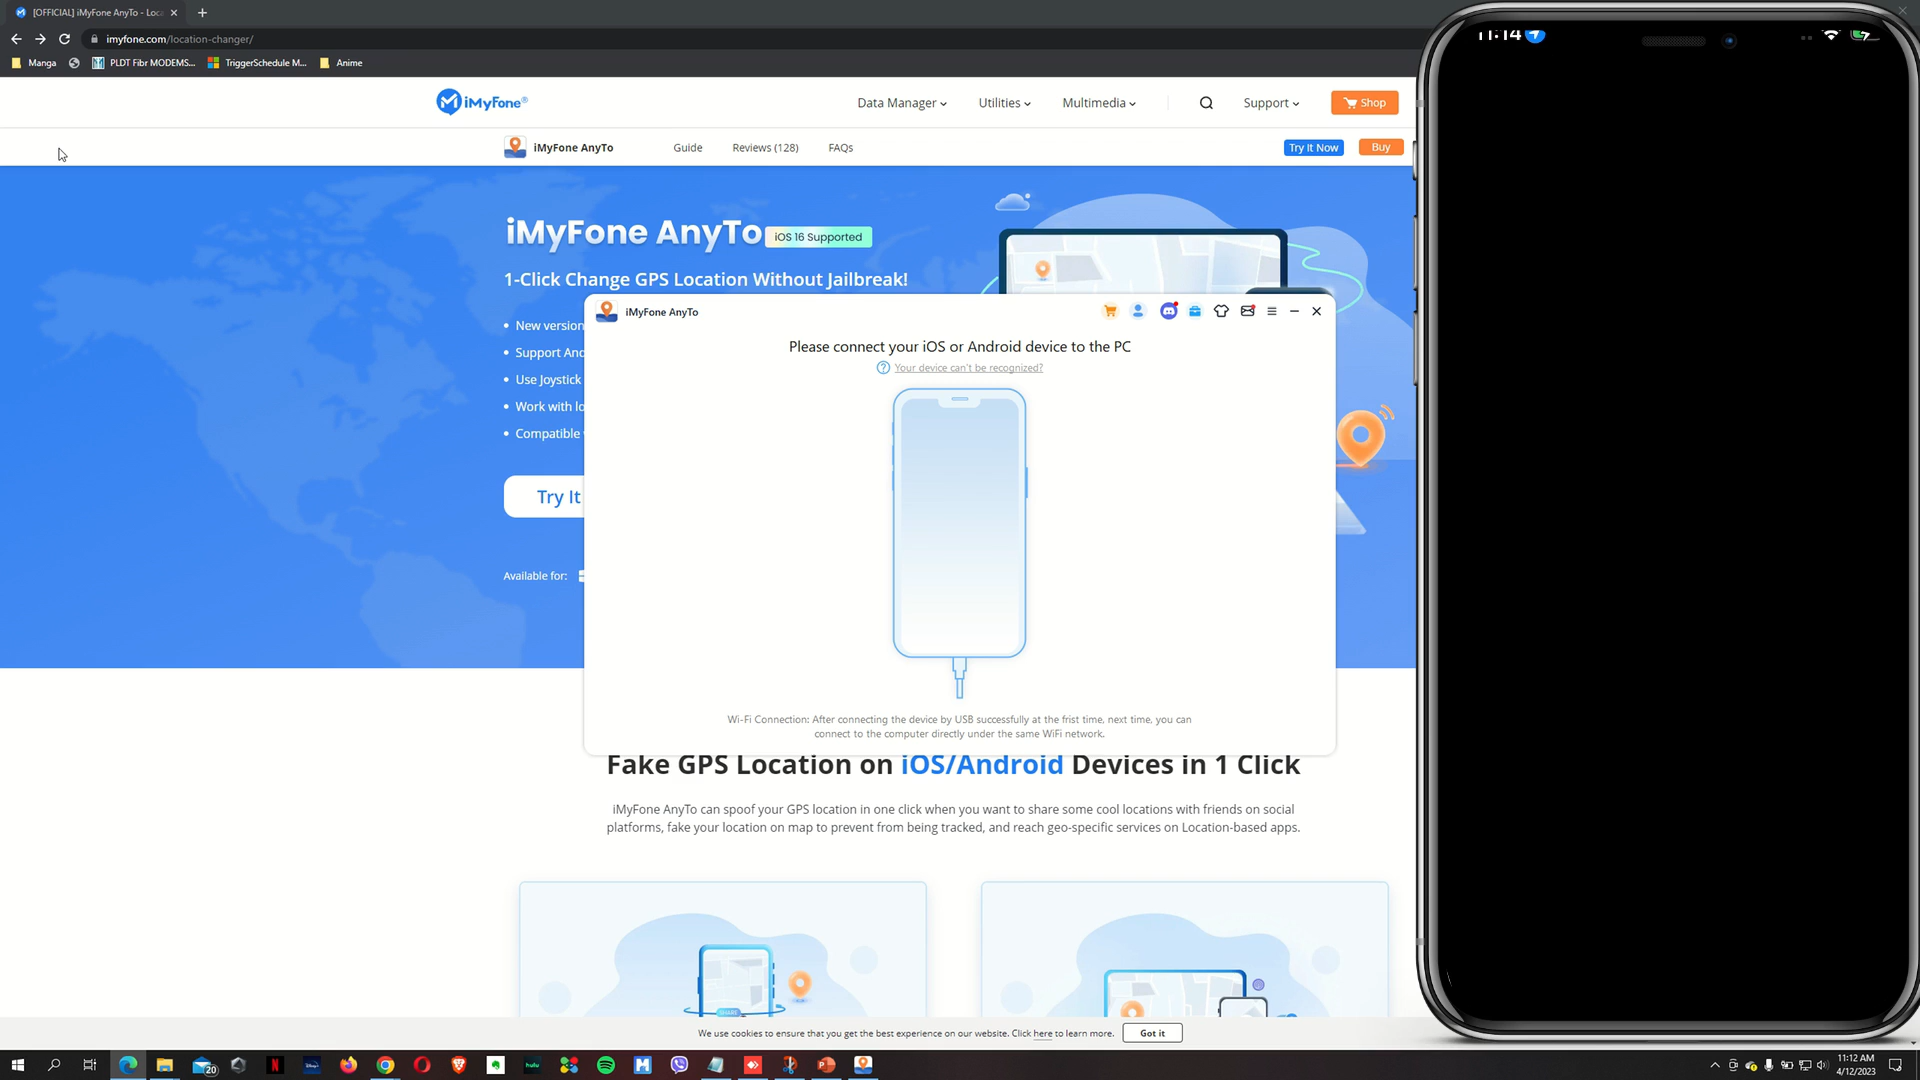 [OFFICIAL] iMyFone AnyTo - Loca
imyfone.com/location-changer/
Manga
PLDT Fibr MODEMS...
TriggerSchedule M...
Anime
11:14
iMyFone®
Data Manager
Utilities
Multimedia
Support
Shop
iMyFone AnyTo
Guide
Reviews (128)
FAQs
Try It Now
Buy
iMyFone AnyTo
iOS 16 Supported
1-Click Change GPS Location Without Jailbreak!
New version
Support And
Use Joystick
Work with lo
Compatible
Try It
Available for:
iMyFone AnyTo
Please connect your iOS or Android device to the PC
Your device can't be recognized?
Wi-Fi Connection: After connecting the device by USB successfully at the frist time, next time, you can
connect to the computer directly under the same WiFi network.
Fake GPS Location on iOS/Android Devices in 1 Click
iMyFone AnyTo can spoof your GPS location in one click when you want to share some cool locations with friends on social
platforms, fake your location on map to prevent from being tracked, and reach geo-specific services on Location-based apps.
SHARE
We use cookies to ensure that you get the best experience on our website. Click here to learn more.
Got it
20
hulu
11:12 AM
4/12/2023